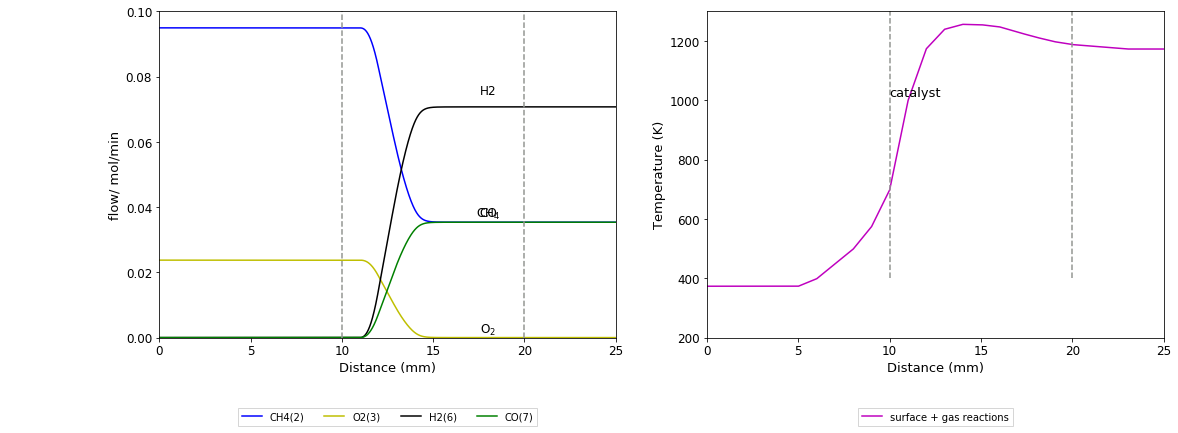 0.10
0.08
0.06
0.04
0.02
0.00
flow/ mol/min
H2
CH₄
CO
O₂
0 5 10 15 20 25
Distance (mm)
CH4(2) O2(3) H2(6) CO(7)
1200
1000
800
600
400
200
Temperature (K)
catalyst
0 5 10 15 20 25
Distance (mm)
surface + gas reactions